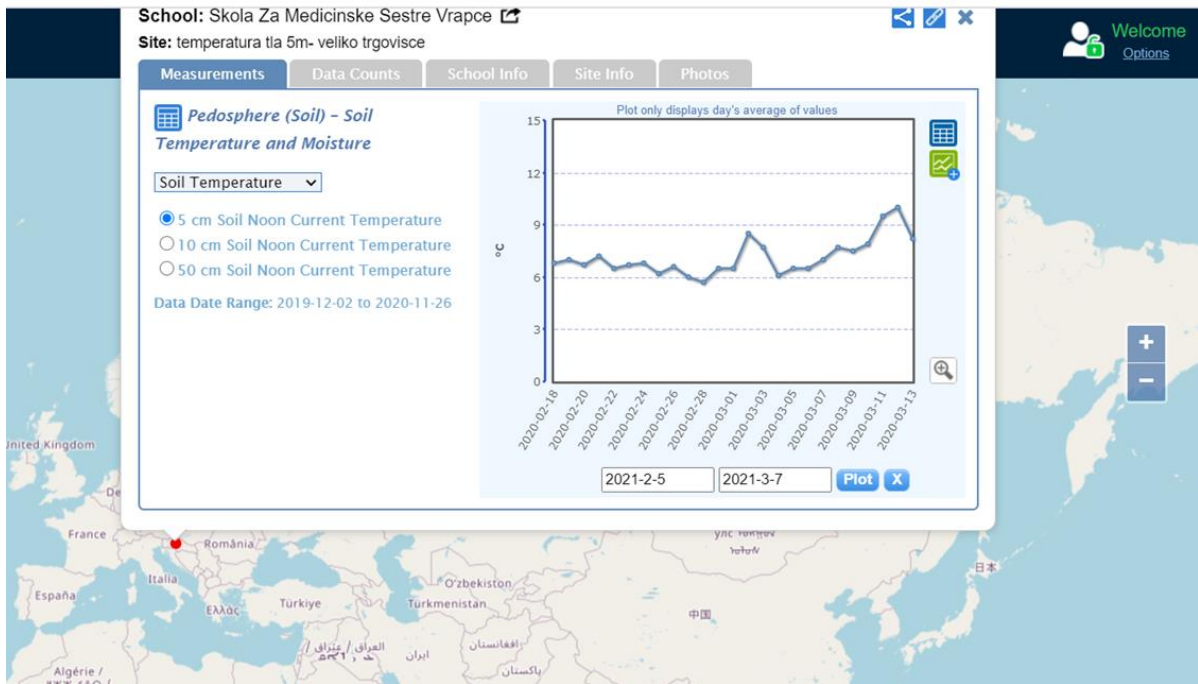 School: Skola Za Medicinske Sestre Vrapce
Site: temperatura tla 5m- veliko trgovisce
Welcome
Options
Measurements
Data Counts
School Info
Site Info
Photos
Pedosphere (Soil) – Soil
Temperature and Moisture
Soil Temperature
5 cm Soil Noon Current Temperature
10 cm Soil Noon Current Temperature
50 cm Soil Noon Current Temperature
Data Date Range: 2019-12-02 to 2020-11-26
Plot only displays day's average of values
15
12
9
6
3
0
°C
2020-02-18
2020-02-20
2020-02-22
2020-02-24
2020-02-26
2020-02-28
2020-03-01
2020-03-03
2020-03-05
2020-03-07
2020-03-09
2020-03-11
2020-03-13
2021-2-5
2021-3-7
Plot
X
+
−
United Kingdom
De
France
România
Italia
España
Ελλάς
Türkiye
O'zbekiston
Türkmenistan
العراق
ایران
افغانستان
پاکستان
中国
日本
Algérie /